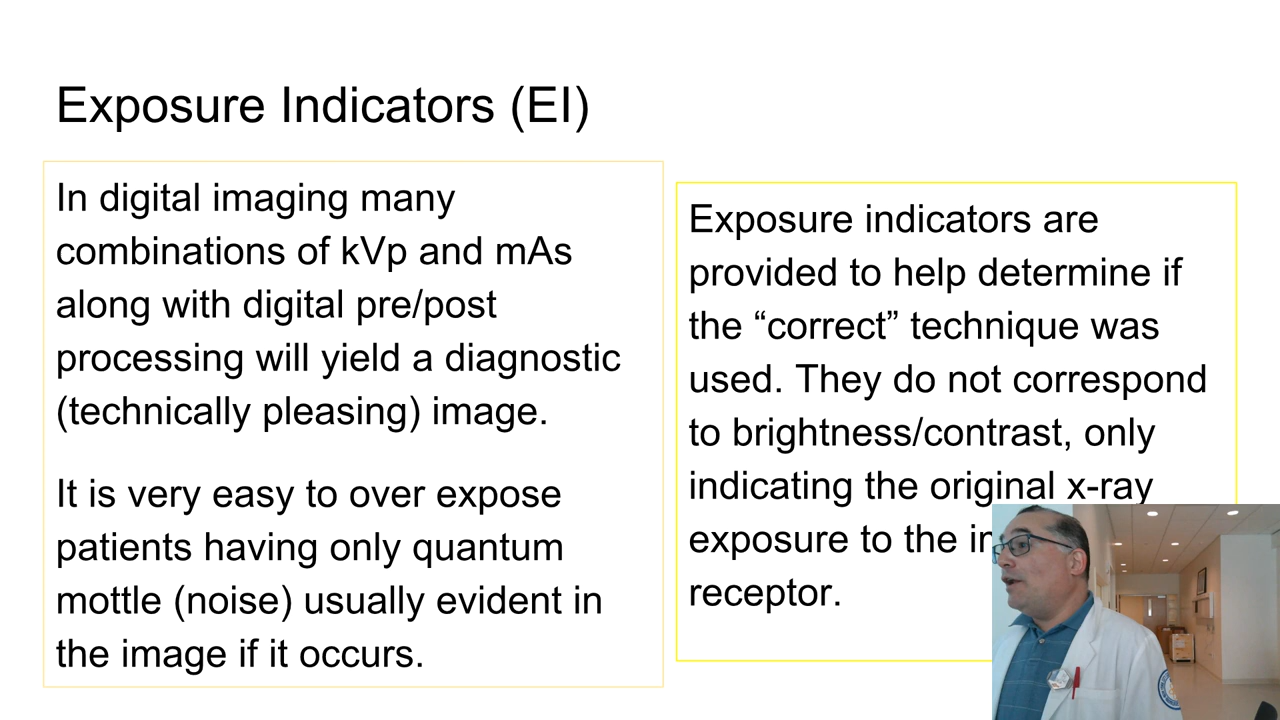 Exposure Indicators (EI)
In digital imaging many
combinations of kVp and mAs
along with digital pre/post
processing will yield a diagnostic
(technically pleasing) image.
It is very easy to over expose
patients having only quantum
mottle (noise) usually evident in
the image if it occurs.
Exposure indicators are
provided to help determine if
the “correct” technique was
used. They do not correspond
to brightness/contrast, only
indicating the original x-ray
exposure to the
receptor.